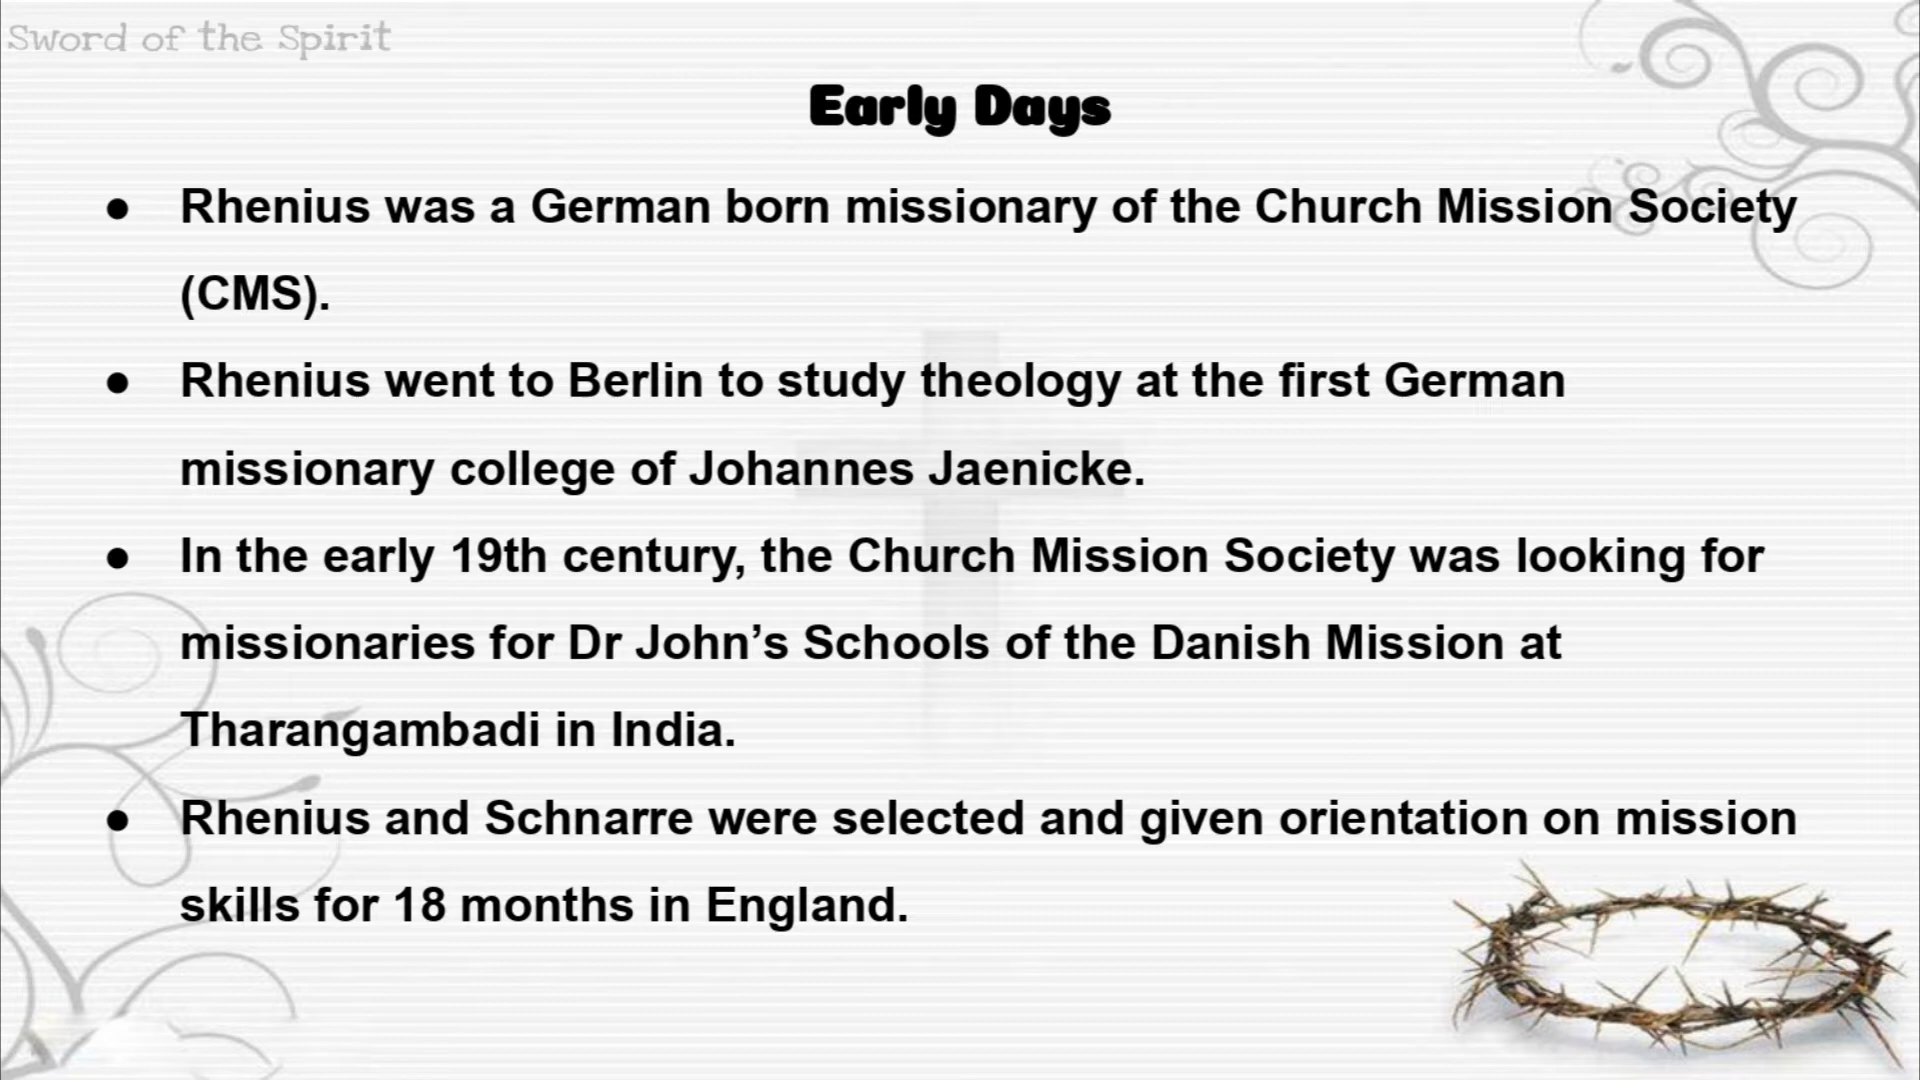 Sword of the Spirit
Early Days
● Rhenius was a German born missionary of the Church Mission Society
(CMS).
● Rhenius went to Berlin to study theology at the first German
missionary college of Johannes Jaenicke.
● In the early 19th century, the Church Mission Society was looking for
missionaries for Dr John’s Schools of the Danish Mission at
Tharangambadi in India.
● Rhenius and Schnarre were selected and given orientation on mission
skills for 18 months in England.